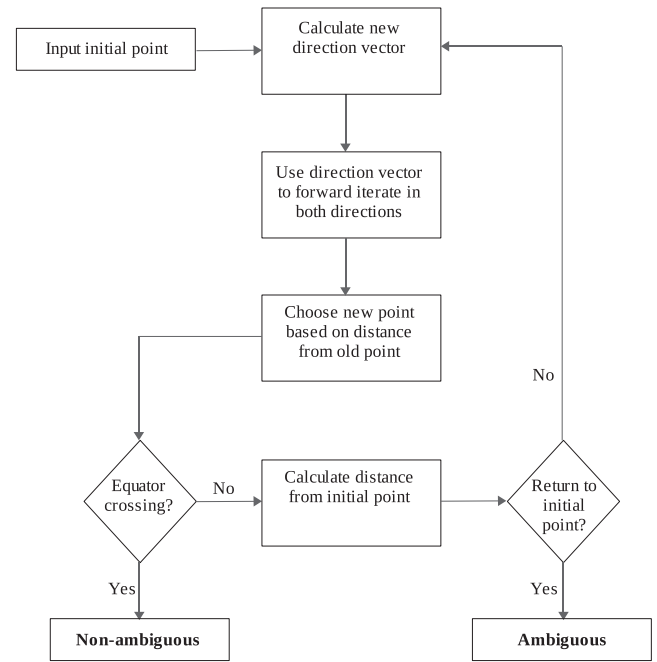 Input initial point
Calculate new
direction vector
Use direction vector
to forward iterate in
both directions
Choose new point
based on distance
from old point
No
Equator
crossing?
No
Calculate distance
from initial point
Return to
initial
point?
Yes
Yes
Non-ambiguous
Ambiguous